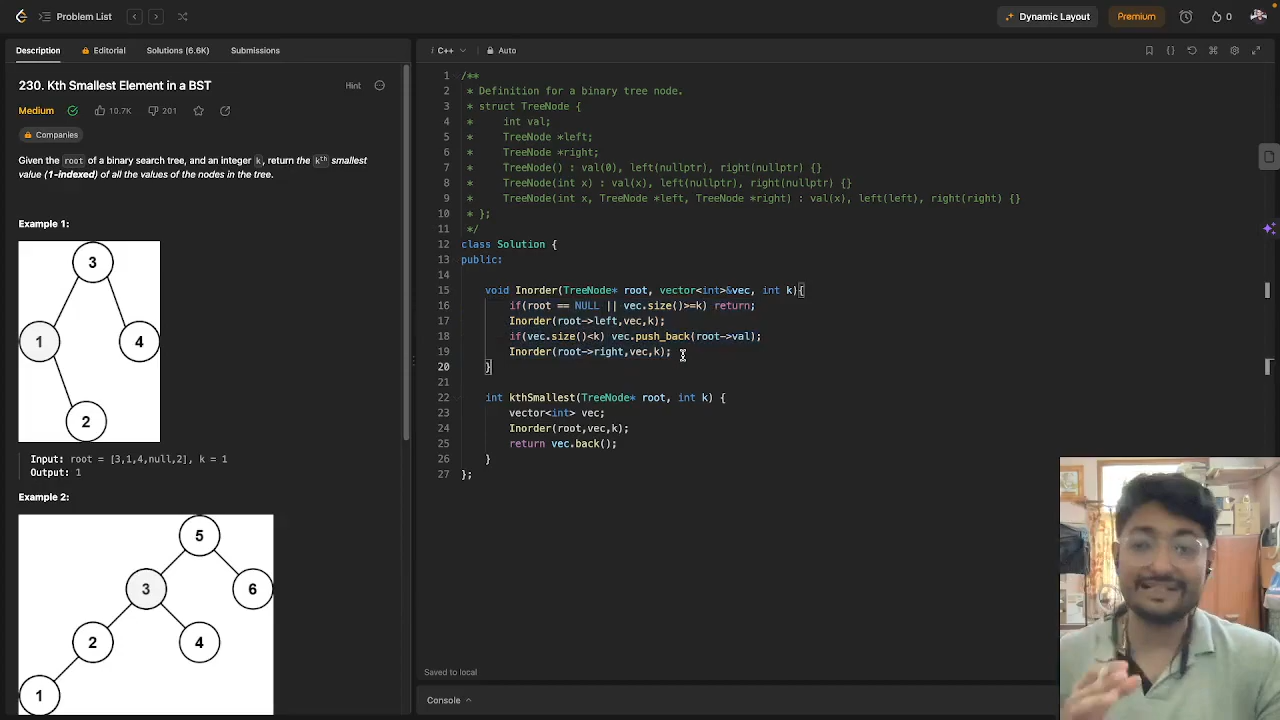 Problem List
Dynamic Layout
Premium
0
Description
Editorial
Solutions (6.6K)
Submissions
C++
Auto
230. Kth Smallest Element in a BST
Hint
Medium
10.7K
201
Companies
Given the root of a binary search tree, and an integer k, return the kth smallest
value (1-indexed) of all the values of the nodes in the tree.
Example 1:
3
1
4
2
Input: root = [3,1,4,null,2], k = 1
Output: 1
Example 2:
5
3
6
2
4
1
1 /**
2 * Definition for a binary tree node.
3 * struct TreeNode {
4 *     int val;
5 *     TreeNode *left;
6 *     TreeNode *right;
7 *     TreeNode() : val(0), left(nullptr), right(nullptr) {}
8 *     TreeNode(int x) : val(x), left(nullptr), right(nullptr) {}
9 *     TreeNode(int x, TreeNode *left, TreeNode *right) : val(x), left(left), right(right) {}
10 * };
11 */
12 class Solution {
13 public:
14
15     void Inorder(TreeNode* root, vector<int>&vec, int k){
16         if(root == NULL || vec.size()>=k) return;
17         Inorder(root->left,vec,k);
18         if(vec.size()<k) vec.push_back(root->val);
19         Inorder(root->right,vec,k);
20     }
21
22     int kthSmallest(TreeNode* root, int k) {
23         vector<int> vec;
24         Inorder(root,vec,k);
25         return vec.back();
26     }
27 };
Saved to local
Console